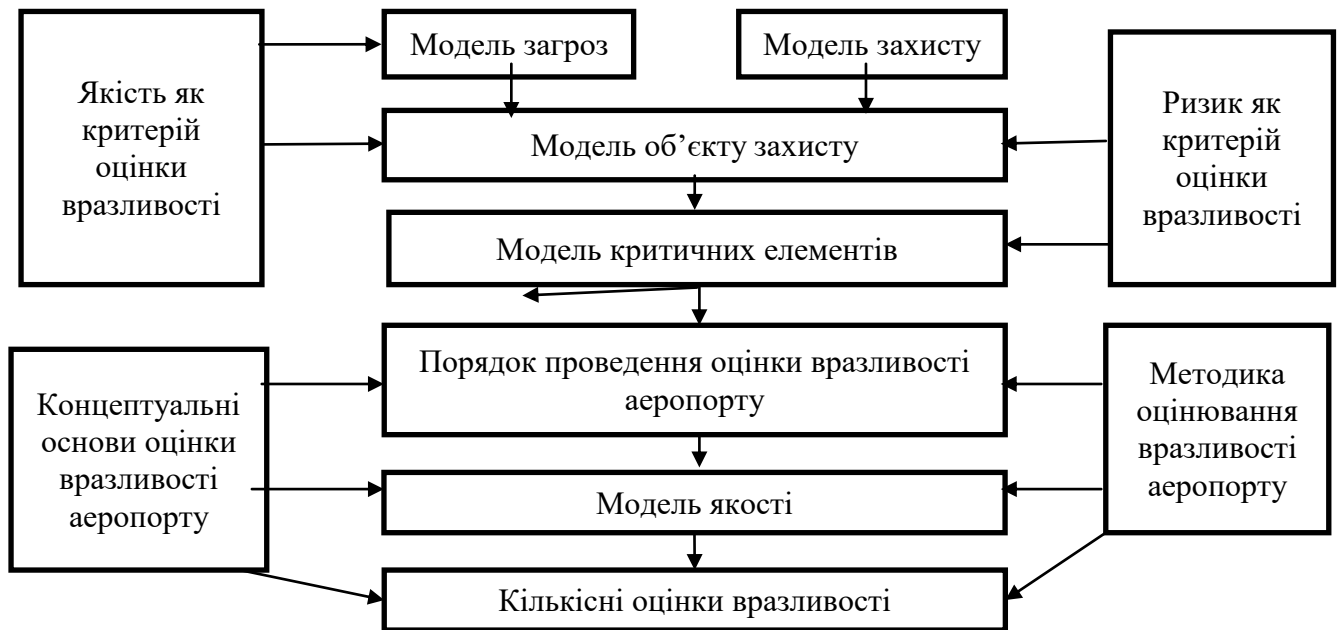 Модель загроз
Модель захисту
Якість як
критерій
оцінки
вразливості
Модель об’єкту захисту
Ризик як
критерій
оцінки
вразливості
Модель критичних елементів
Порядок проведення оцінки вразливості
аеропорту
Концептуальні
основи оцінки
вразливості
аеропорту
Методика
оцінювання
вразливості
аеропорту
Модель якості
Кількісні оцінки вразливості